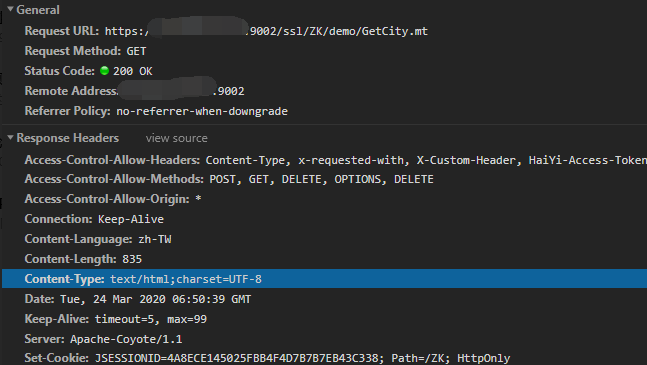 General
Request URL: https:/ .9002/ssl/ZK/demo/GetCity.mt
Request Method: GET
Status Code: 200 OK
Remote Address .9002
Referrer Policy: no-referrer-when-downgrade
Response Headers view source
Access-Control-Allow-Headers: Content-Type, x-requested-with, X-Custom-Header, HaiYi-Access-Token
Access-Control-Allow-Methods: POST, GET, DELETE, OPTIONS, DELETE
Access-Control-Allow-Origin: *
Connection: Keep-Alive
Content-Language: zh-TW
Content-Length: 835
Content-Type: text/html;charset=UTF-8
Date: Tue, 24 Mar 2020 06:50:39 GMT
Keep-Alive: timeout=5, max=99
Server: Apache-Coyote/1.1
Set-Cookie: JSESSIONID=4A8ECE145025FBB4F4D7B7B7EB43C338; Path=/ZK; HttpOnly